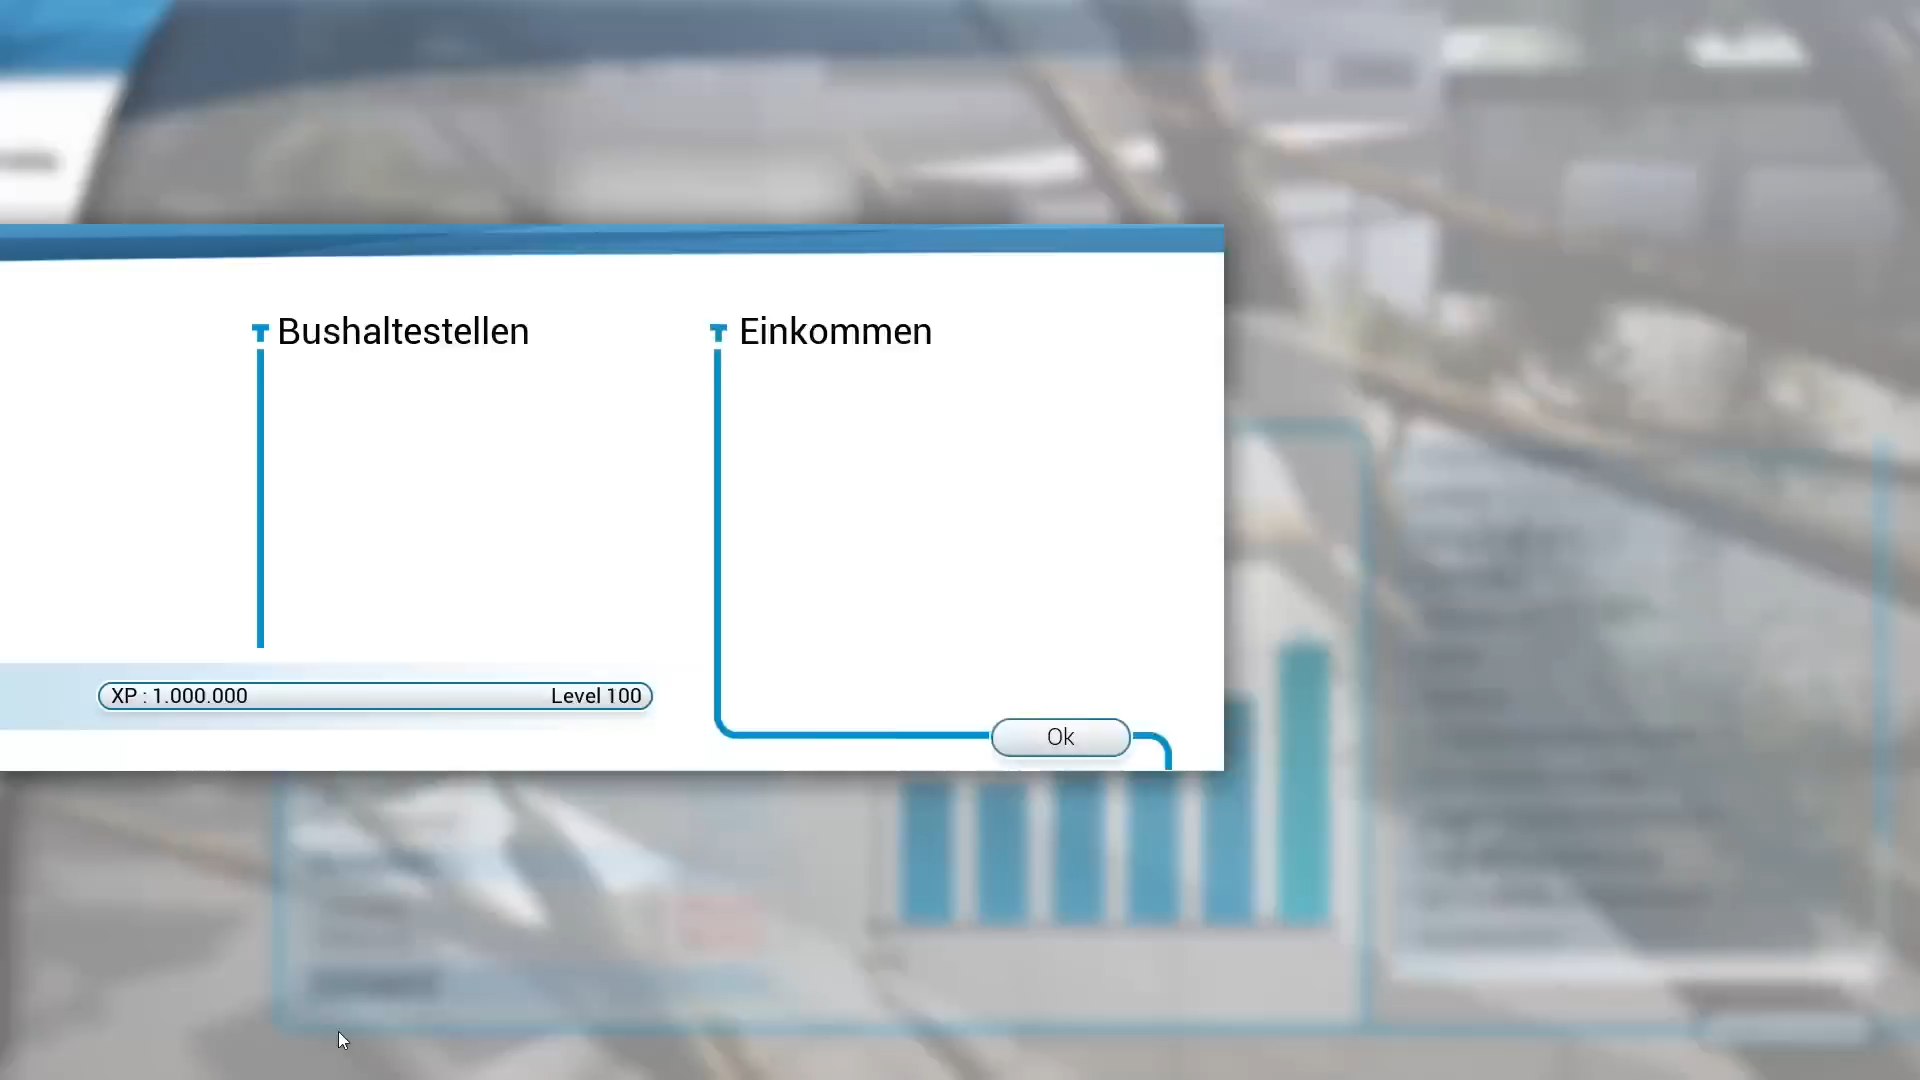 Bushaltestellen
Einkommen
XP : 1.000.000
Level 100
Ok